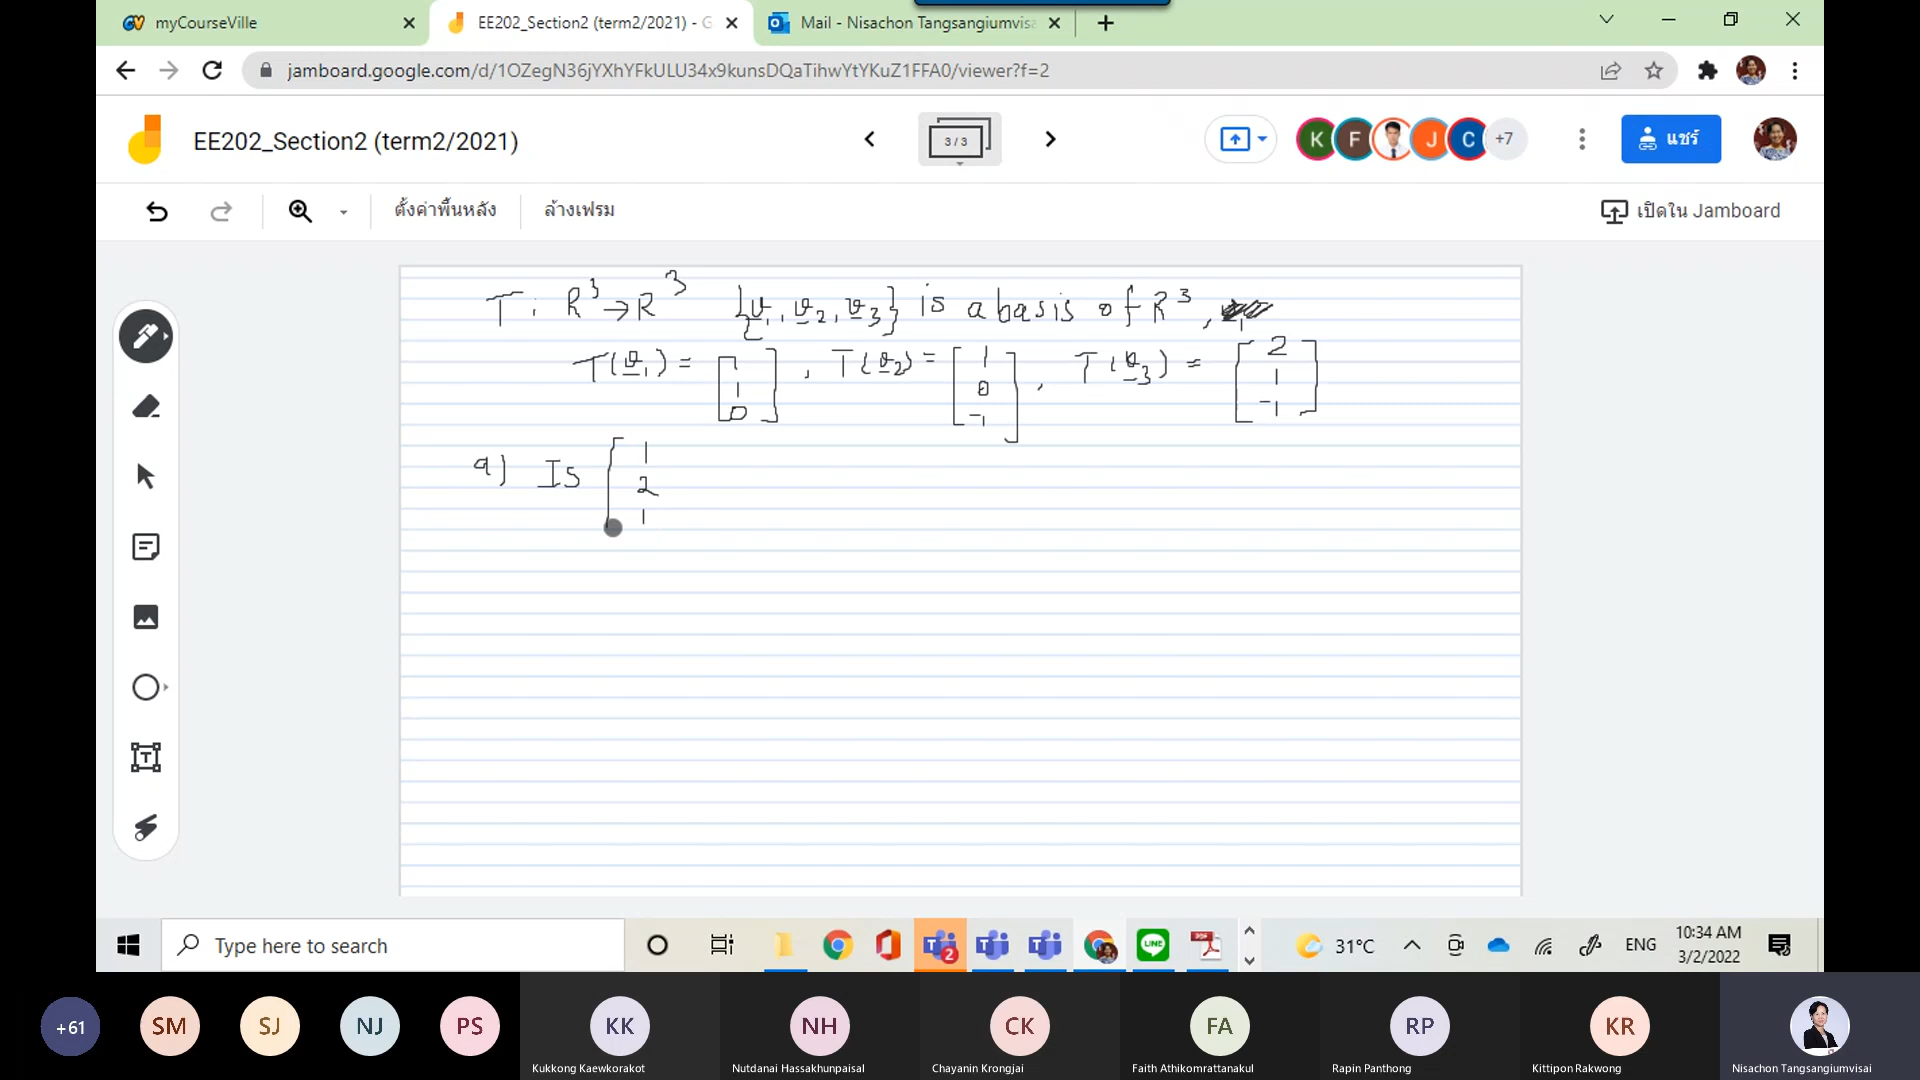 myCourseVille
EE202_Section2 (term2/2021) - G
Mail - Nisachon Tangsangiumvisa
jamboard.google.com/d/1OZegN36jYXhYFkULU34x9kunsDQaTihwYtYKuZ1FFA0/viewer?f=2
EE202_Section2 (term2/2021)
3 / 3
K F J C +7
แชร์
ตั้งค่าพื้นหลัง
ล้างเฟรม
เปิดใน Jamboard
T : R³ → R³ {v₁, v₂, v₃} is a basis of R³,
T(v₁) = [1 1 0], T(v₂) = [1 0 -1], T(v₃) = [2 1 -1]
a) Is [1 2 1
Type here to search
2
LINE
PDF
31°C
ENG
10:34 AM
3/2/2022
+61 SM SJ NJ PS KK NH CK FA RP KR
Kukkong Kaewkorakot
Nutdanai Hassakhunpaisal
Chayanin Krongjai
Faith Athikomrattanakul
Rapin Panthong
Kittipon Rakwong
Nisachon Tangsangiumvisai